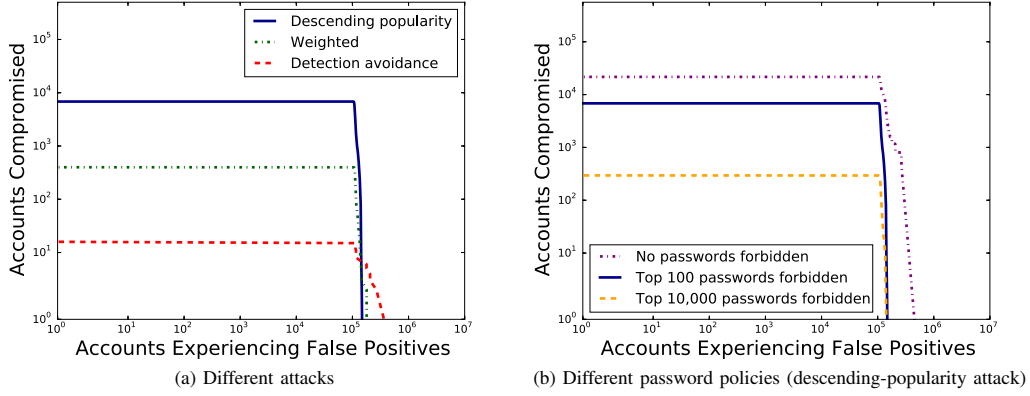 Accounts Compromised
10^5
10^4
10^3
10^2
10^1
10^0
Descending popularity
Weighted
Detection avoidance
10^0 10^1 10^2 10^3 10^4 10^5 10^6 10^7
Accounts Experiencing False Positives
(a) Different attacks
Accounts Compromised
10^5
10^4
10^3
10^2
10^1
10^0
No passwords forbidden
Top 100 passwords forbidden
Top 10,000 passwords forbidden
10^0 10^1 10^2 10^3 10^4 10^5 10^6 10^7
Accounts Experiencing False Positives
(b) Different password policies (descending-popularity attack)